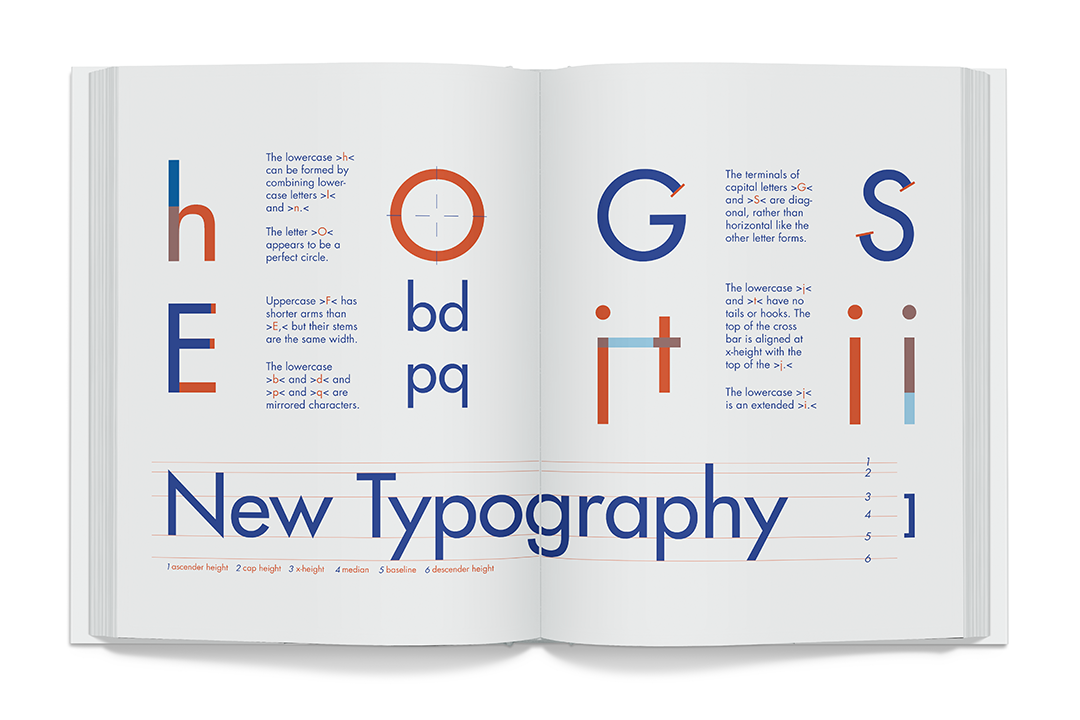 h
The lowercase >h<
can be formed by
combining lower-
case letters >l<
and >n.<
The letter >O<
appears to be a
perfect circle.
O
E
Uppercase >F< has
shorter arms than
>E,< but their stems
are the same width.
The lowercase
>b< and >d< and
>p< and >q< are
mirrored characters.
bd
pq
G
The terminals of
capital letters >G<
and >S< are diag-
onal, rather than
horizontal like the
other letter forms.
S
j t
The lowercase >j<
and >t< have no
tails or hooks. The
top of the cross
bar is aligned at
x-height with the
top of the >j.<
The lowercase >j<
is an extended >i.<
j j
New Typography ]
1
2
3
4
5
6
1 ascender height 2 cap height 3 x-height 4 median 5 baseline 6 descender height